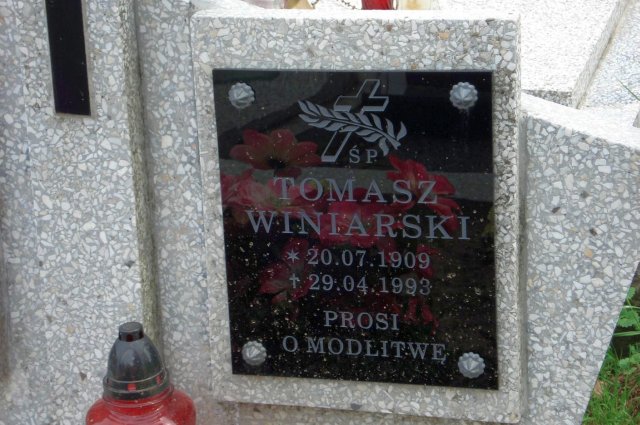 ŚP.
TOMASZ
WINIARSKI
* 20.07.1909
† 29.04.1993
PROSI
O MODLITWĘ